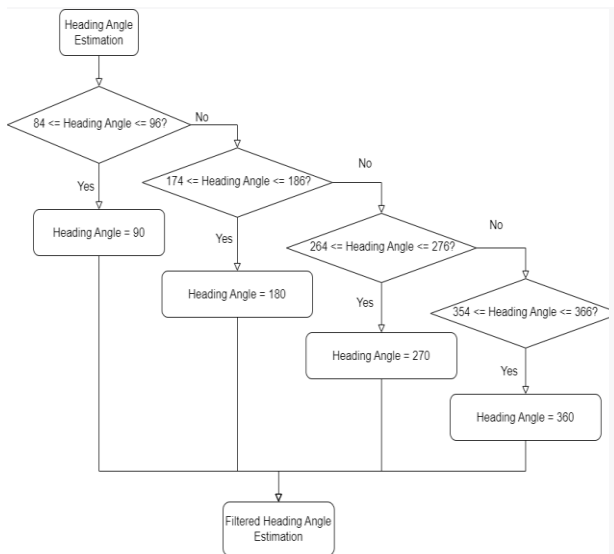 Heading Angle
Estimation
84 <= Heading Angle <= 96?
No
Yes
174 <= Heading Angle <= 186?
No
Heading Angle = 90
Yes
264 <= Heading Angle <= 276?
No
Heading Angle = 180
Yes
354 <= Heading Angle <= 366?
Heading Angle = 270
Yes
Heading Angle = 360
Filtered Heading Angle
Estimation